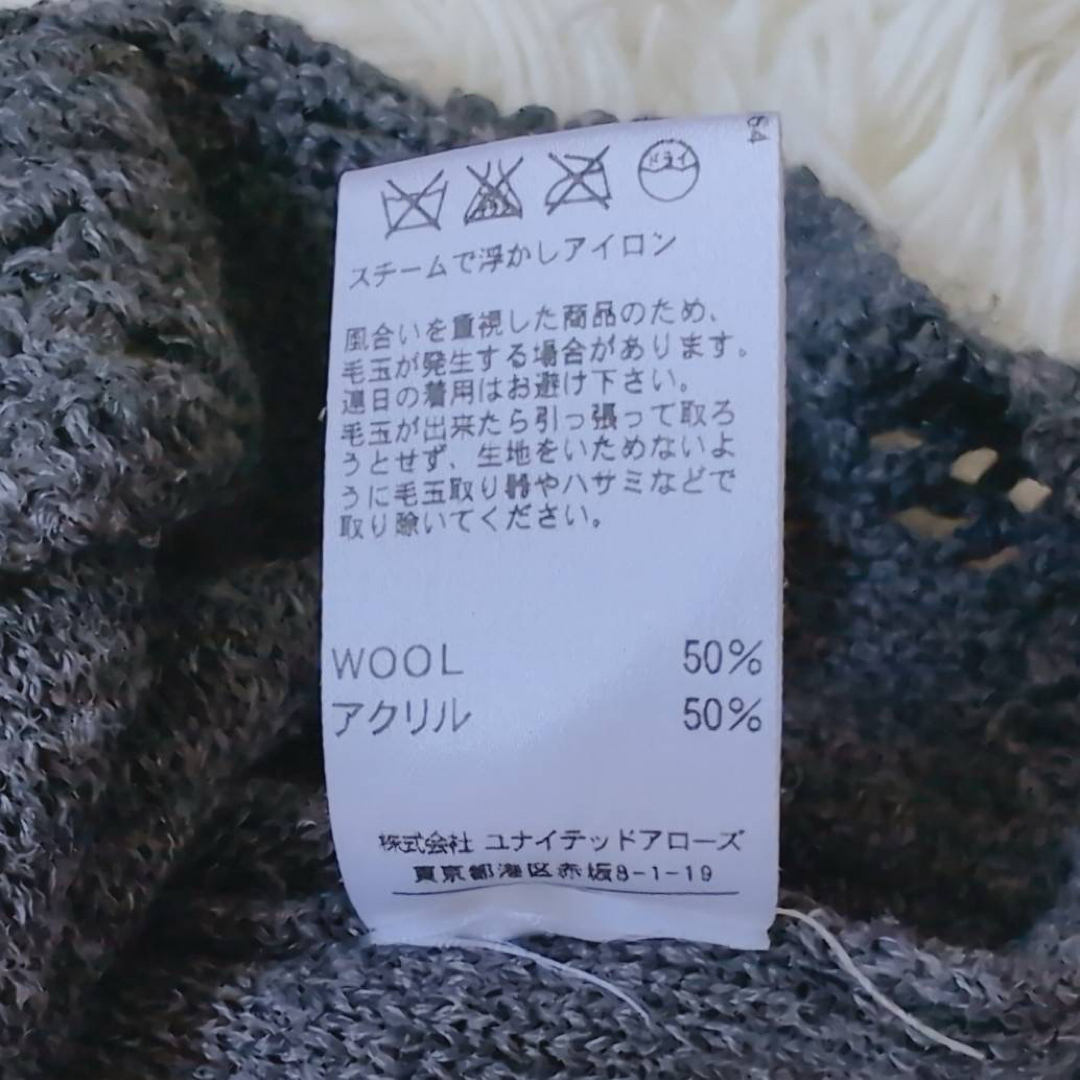 64
ドライ
スチームで浮かしアイロン
風合いを重視した商品のため、
毛玉が発生する場合があります。
連日の着用はお避け下さい。
毛玉が出来たら引っ張って取ろ
うとせず、生地をいためないよ
うに毛玉取り器やハサミなどで
取り除いてください。
WOOL 50%
アクリル 50%
株式会社 ユナイテッドアローズ
東京都港区赤坂8-1-19